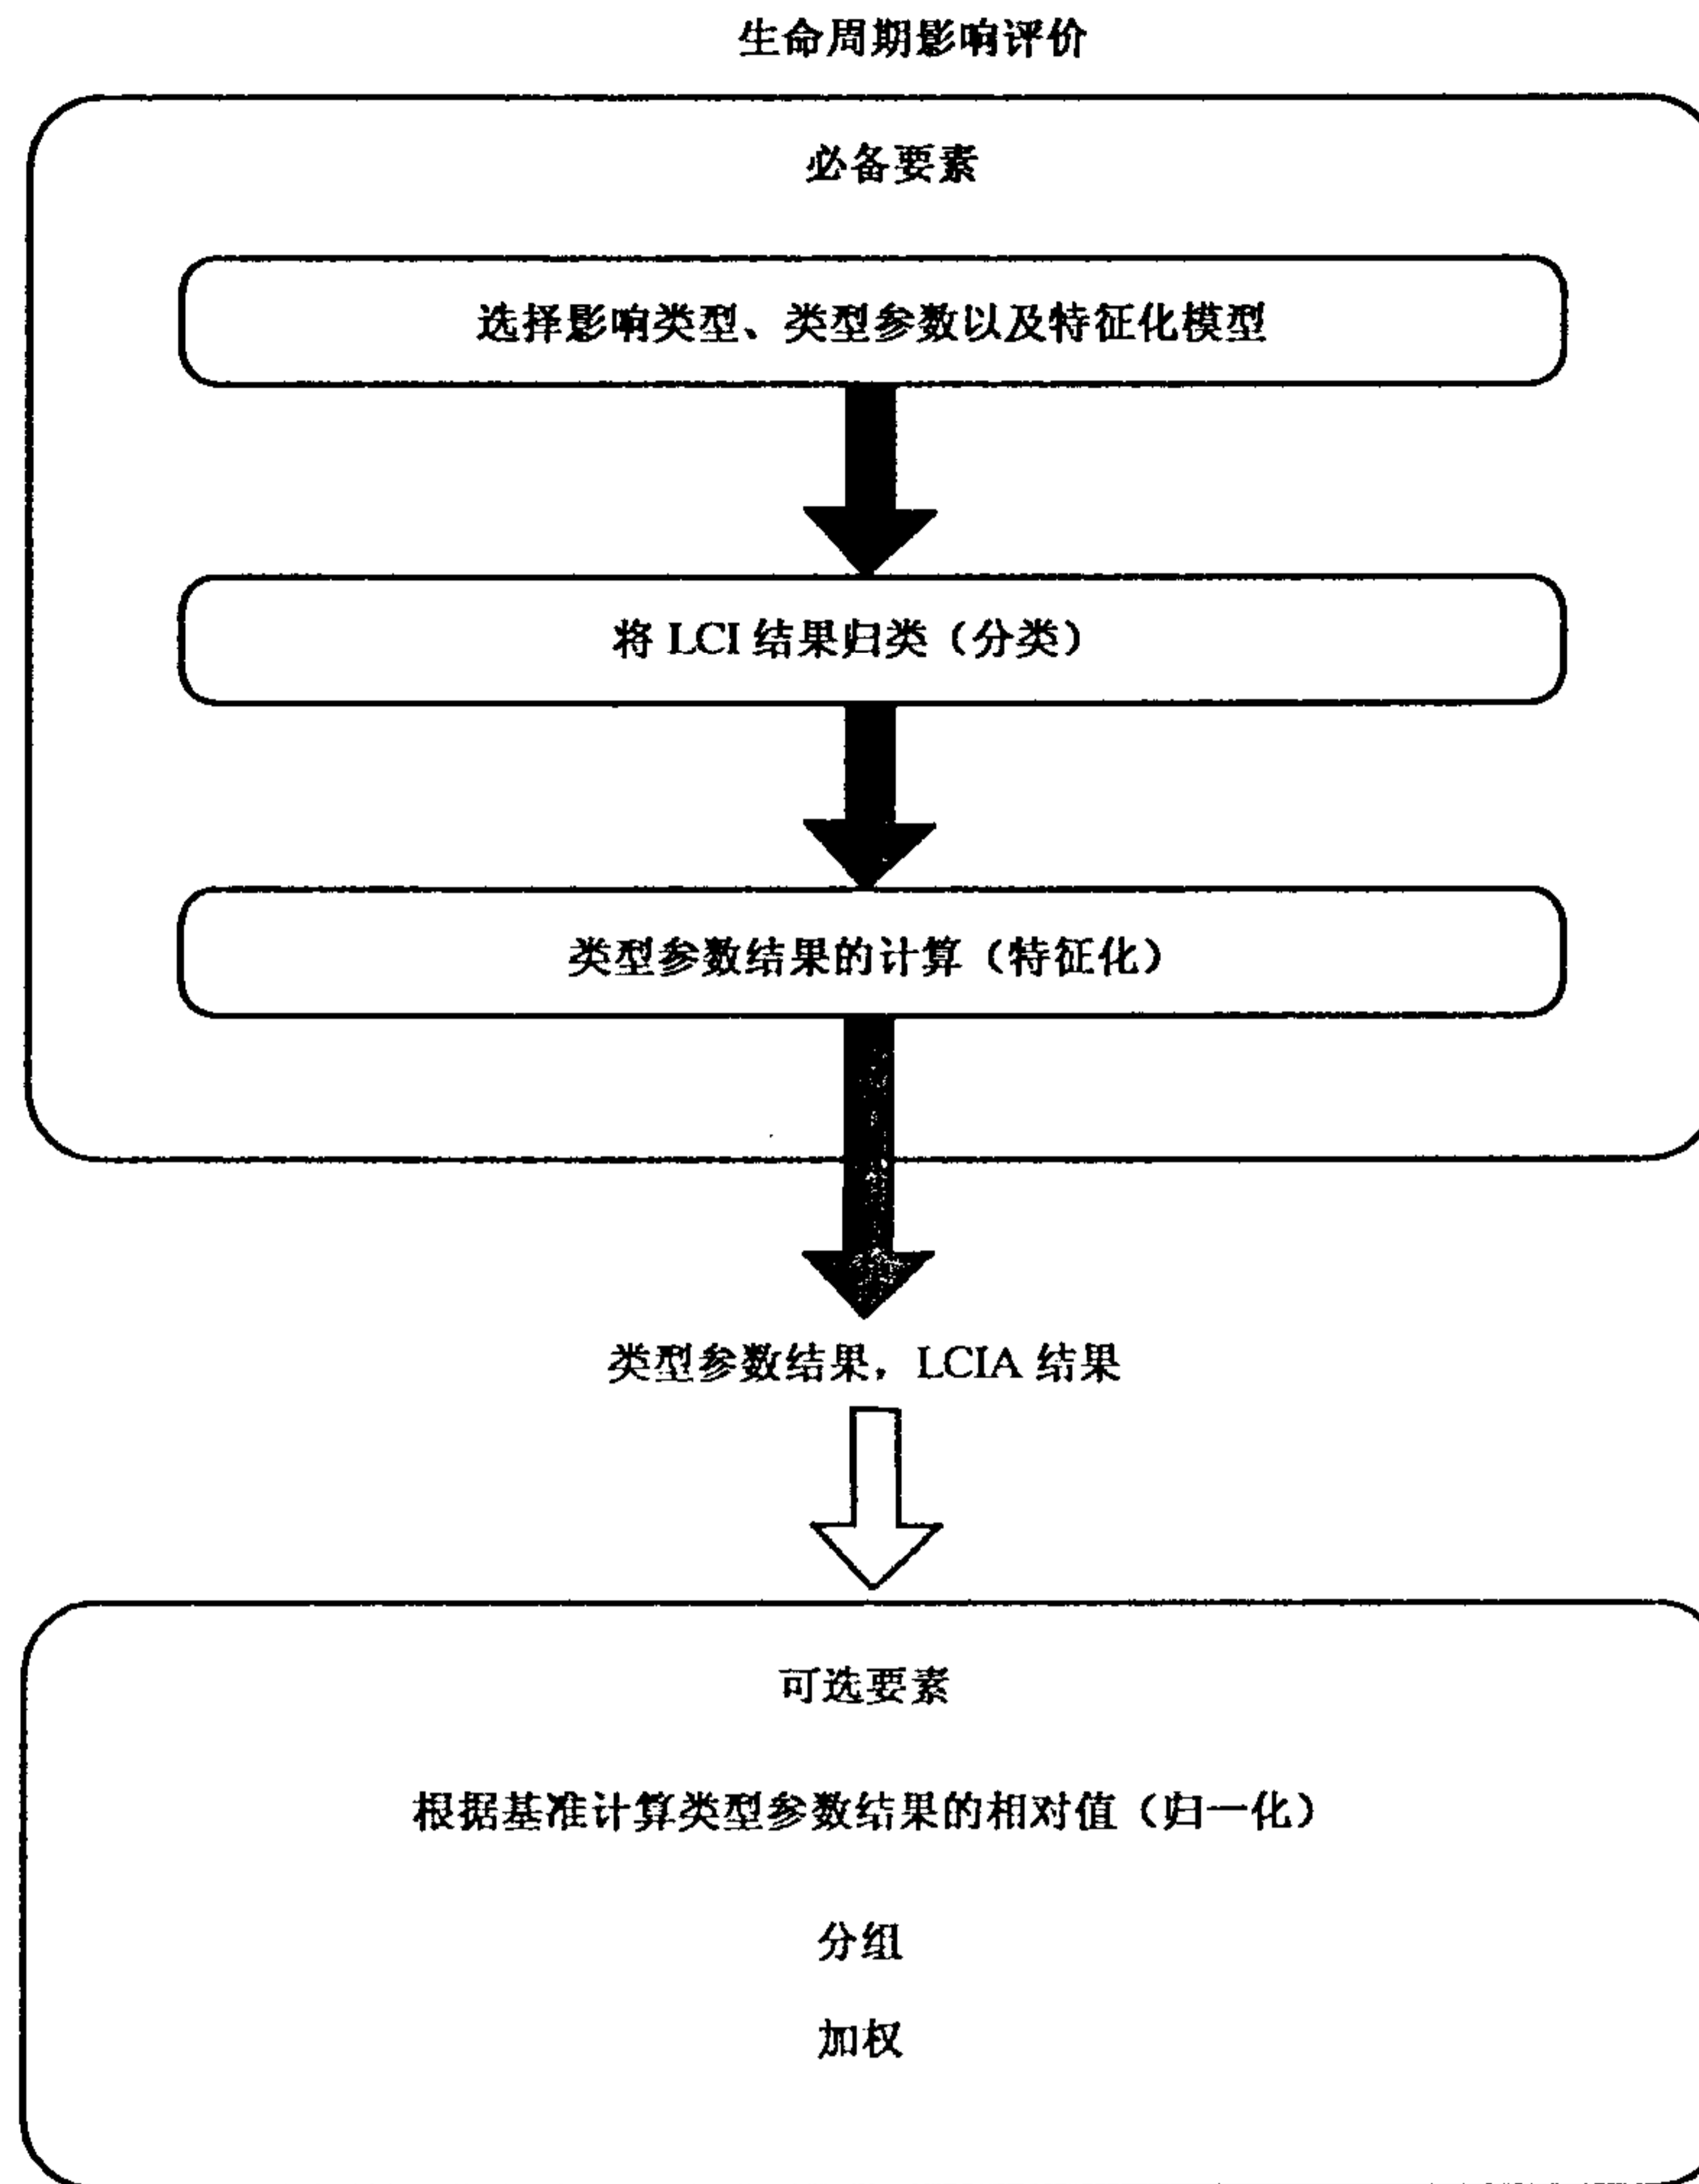 生命周期影响评价
必备要素
选择影响类型、类型参数以及特征化模型
将 LCI 结果归类（分类）
类型参数结果的计算（特征化）
类型参数结果，LCIA 结果
可选要素
根据基准计算类型参数结果的相对值（归一化）
分组
加权